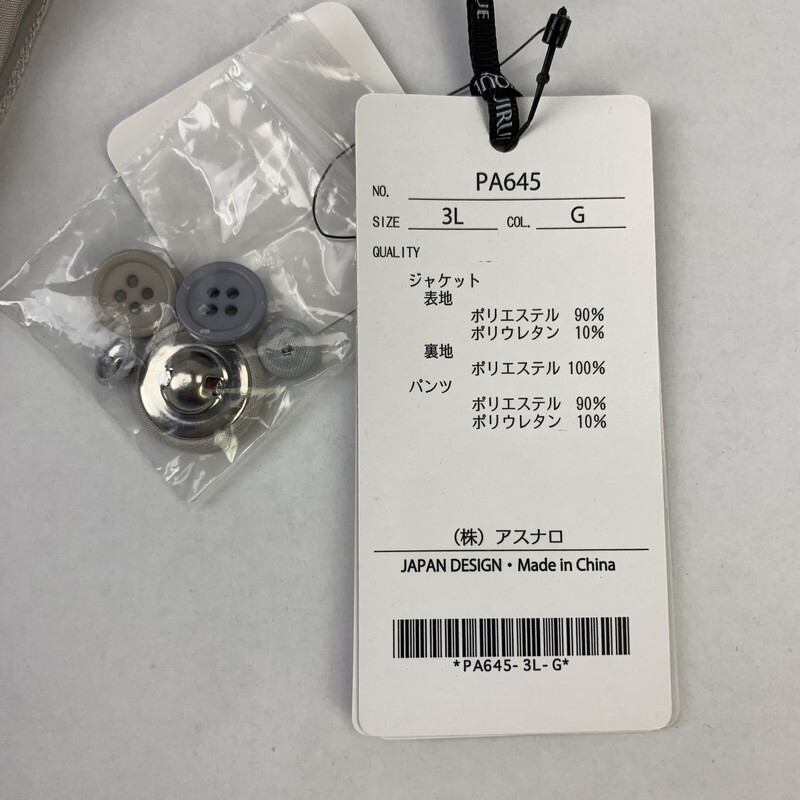 NO. PA645
SIZE 3L COL. G
QUALITY
ジャケット
表地
ポリエステル 90%
ポリウレタン 10%
裏地
ポリエステル 100%
パンツ
ポリエステル 90%
ポリウレタン 10%
(株) アスナロ
JAPAN DESIGN・Made in China
*PA645-3L-G*